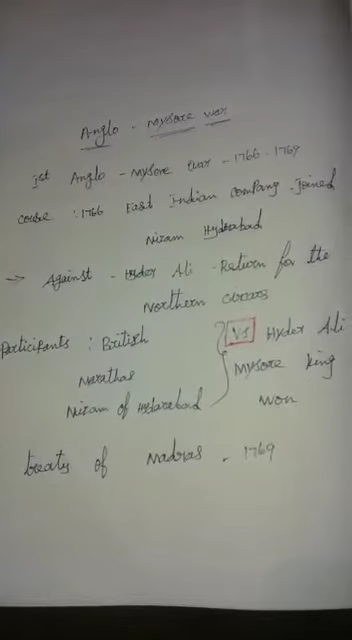 Anglo - Mysore war
Ist Anglo - Mysore War - 1766 - 1769
course : 1766 East Indian Company Joined
Nizam Hyderabad
→ Against - Hyder Ali - Return for the
Northern circars
Participants : British
Marathas
Nizam of Hyderabad
VS Hyder Ali
Mysore king
won
treaty of Madras - 1769